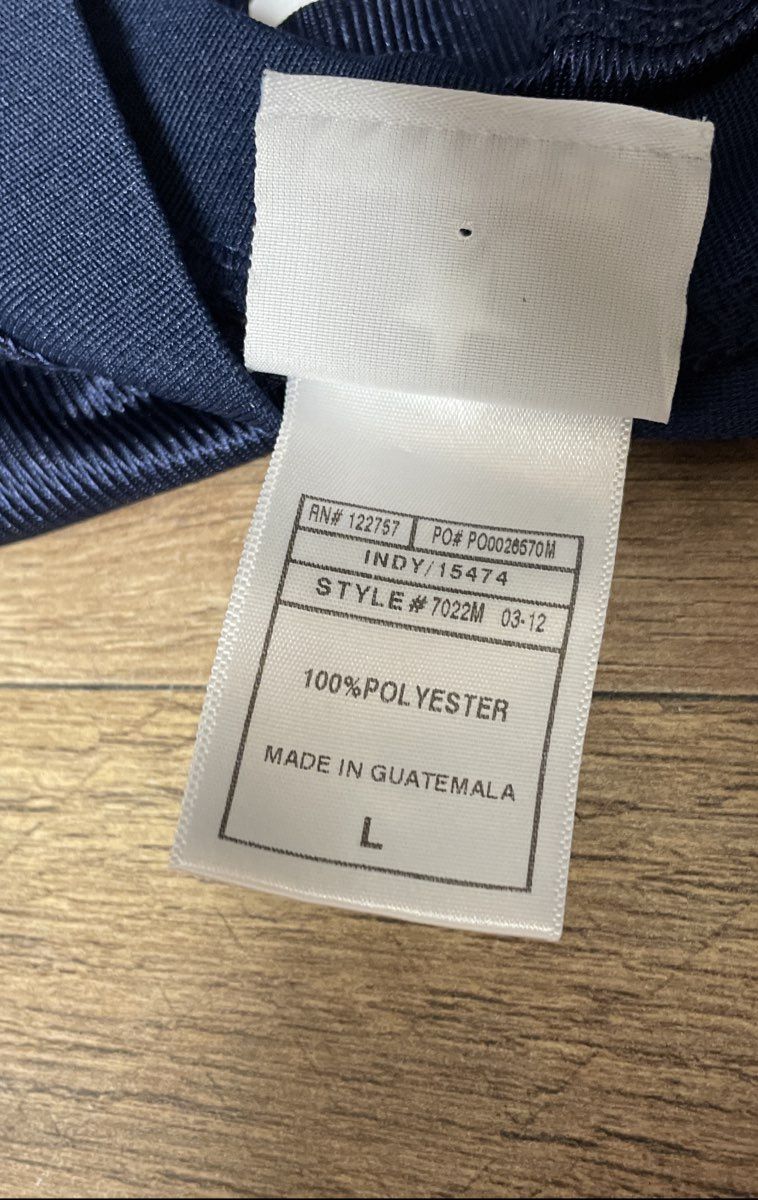 RN# 122757 PO# PO0026570M
INDY/15474
STYLE# 7022M 03-12
100%POLYESTER
MADE IN GUATEMALA
L